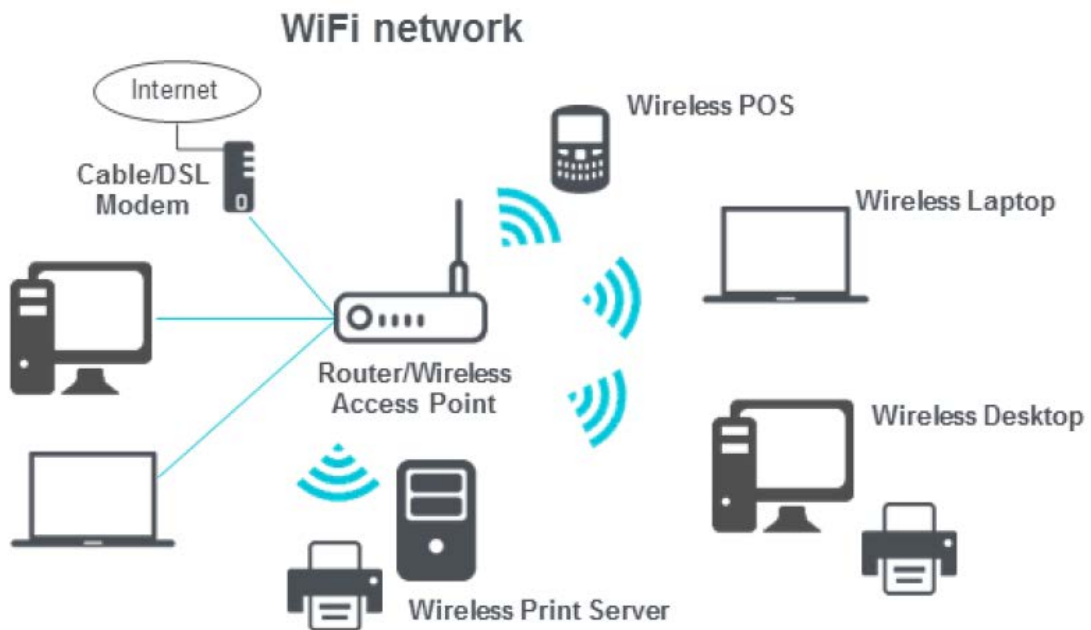 WiFi network
Internet
Cable/DSL
Modem
Wireless POS
Wireless Laptop
Router/Wireless
Access Point
Wireless Desktop
Wireless Print Server